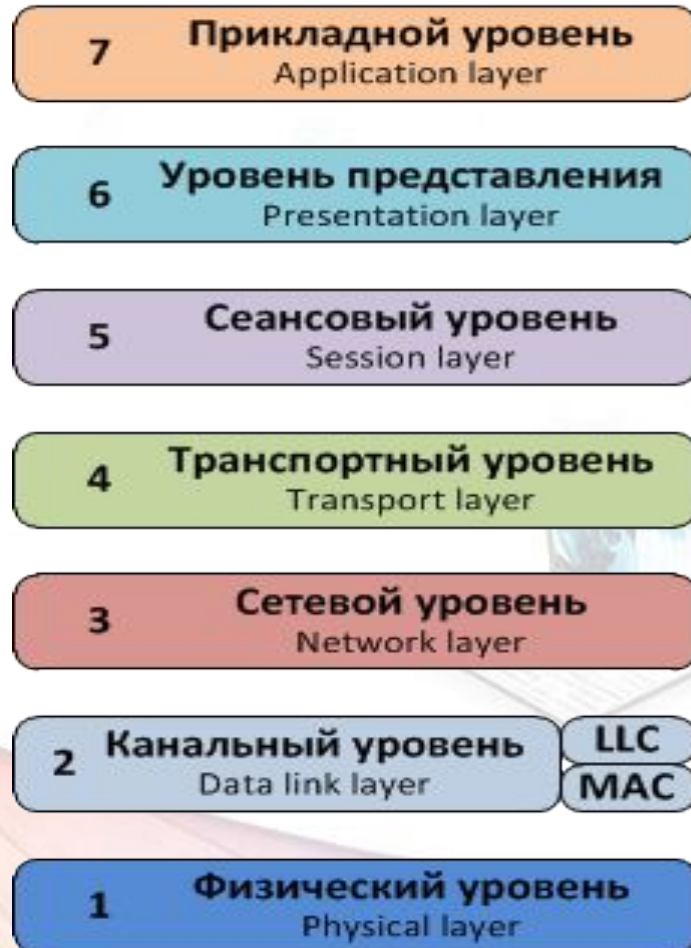 7 Прикладной уровень
Application layer
6 Уровень представления
Presentation layer
5 Сеансовый уровень
Session layer
4 Транспортный уровень
Transport layer
3 Сетевой уровень
Network layer
2 Канальный уровень
Data link layer
LLC
MAC
1 Физический уровень
Physical layer